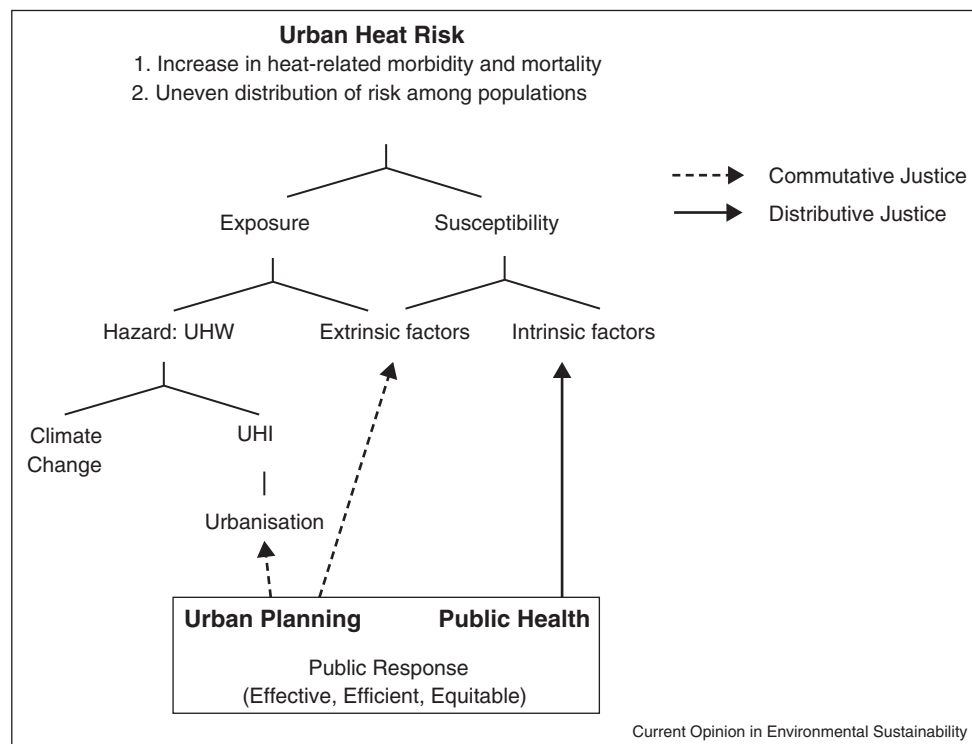 Urban Heat Risk
1. Increase in heat-related morbidity and mortality
2. Uneven distribution of risk among populations
Commutative Justice
Distributive Justice
Exposure
Susceptibility
Hazard: UHW
Extrinsic factors
Intrinsic factors
Climate
Change
UHI
Urbanisation
Urban Planning
Public Health
Public Response
(Effective, Efficient, Equitable)
Current Opinion in Environmental Sustainability